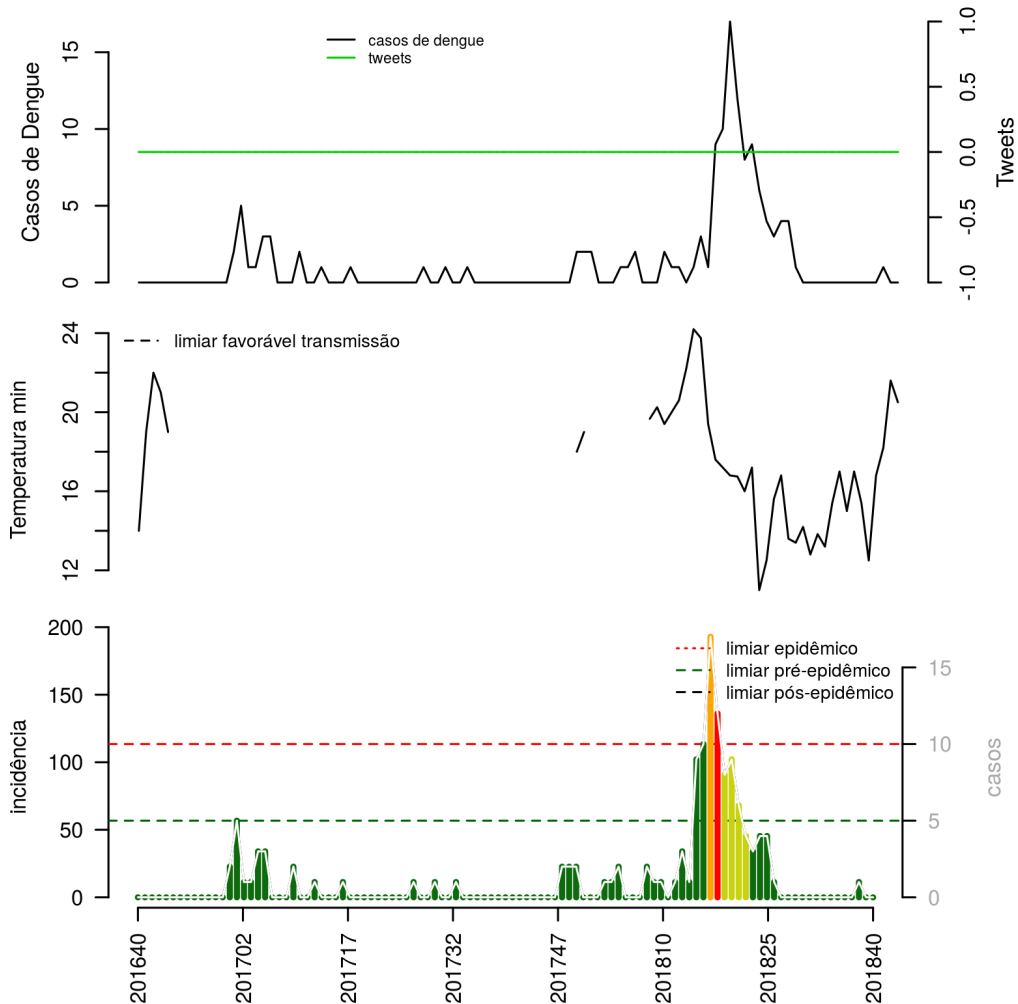 casos de dengue
tweets
Casos de Dengue
0
5
10
15
Tweets
-1.0
-0.5
0.0
0.5
1.0
limiar favorável transmissão
Temperatura min
12
16
20
24
limiar epidêmico
limiar pré-epidêmico
limiar pós-epidêmico
incidência
0
50
100
150
200
casos
0
5
10
15
201640
201702
201717
201732
201747
201810
201825
201840